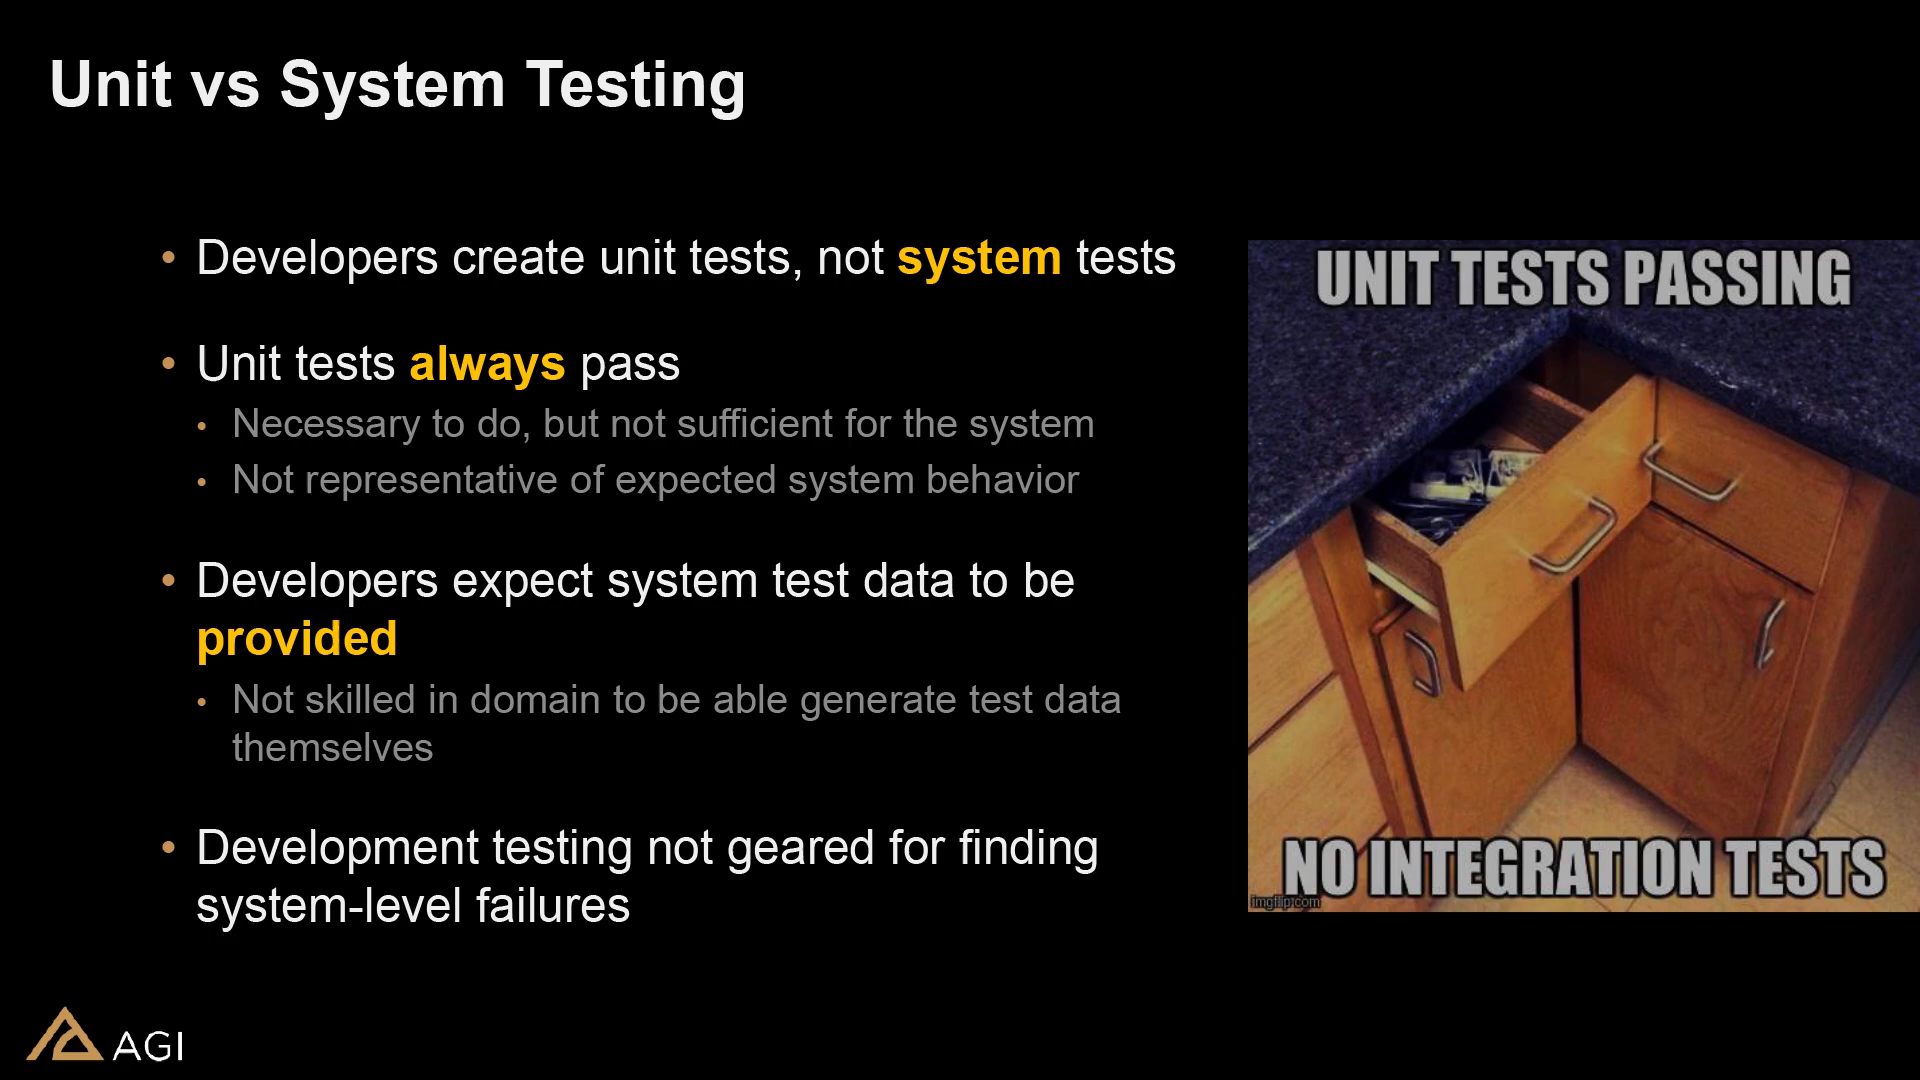 Unit vs System Testing
• Developers create unit tests, not system tests
• Unit tests always pass
• Necessary to do, but not sufficient for the system
• Not representative of expected system behavior
• Developers expect system test data to be
provided
• Not skilled in domain to be able generate test data
themselves
• Development testing not geared for finding
system-level failures
UNIT TESTS PASSING
NO INTEGRATION TESTS
imgflip.com
AGI